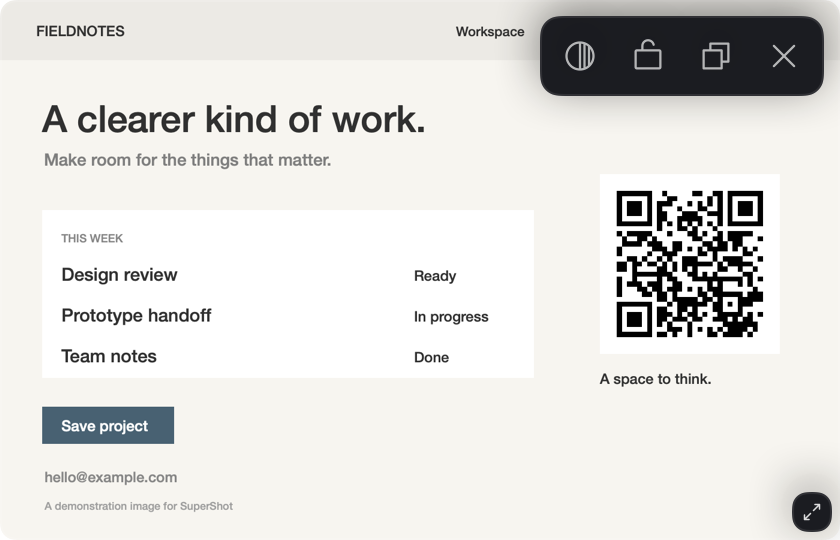 FIELDNOTES
Workspace
A clearer kind of work.
Make room for the things that matter.
THIS WEEK
Design review Ready
Prototype handoff In progress
Team notes Done
A space to think.
Save project
hello@example.com
A demonstration image for SuperShot